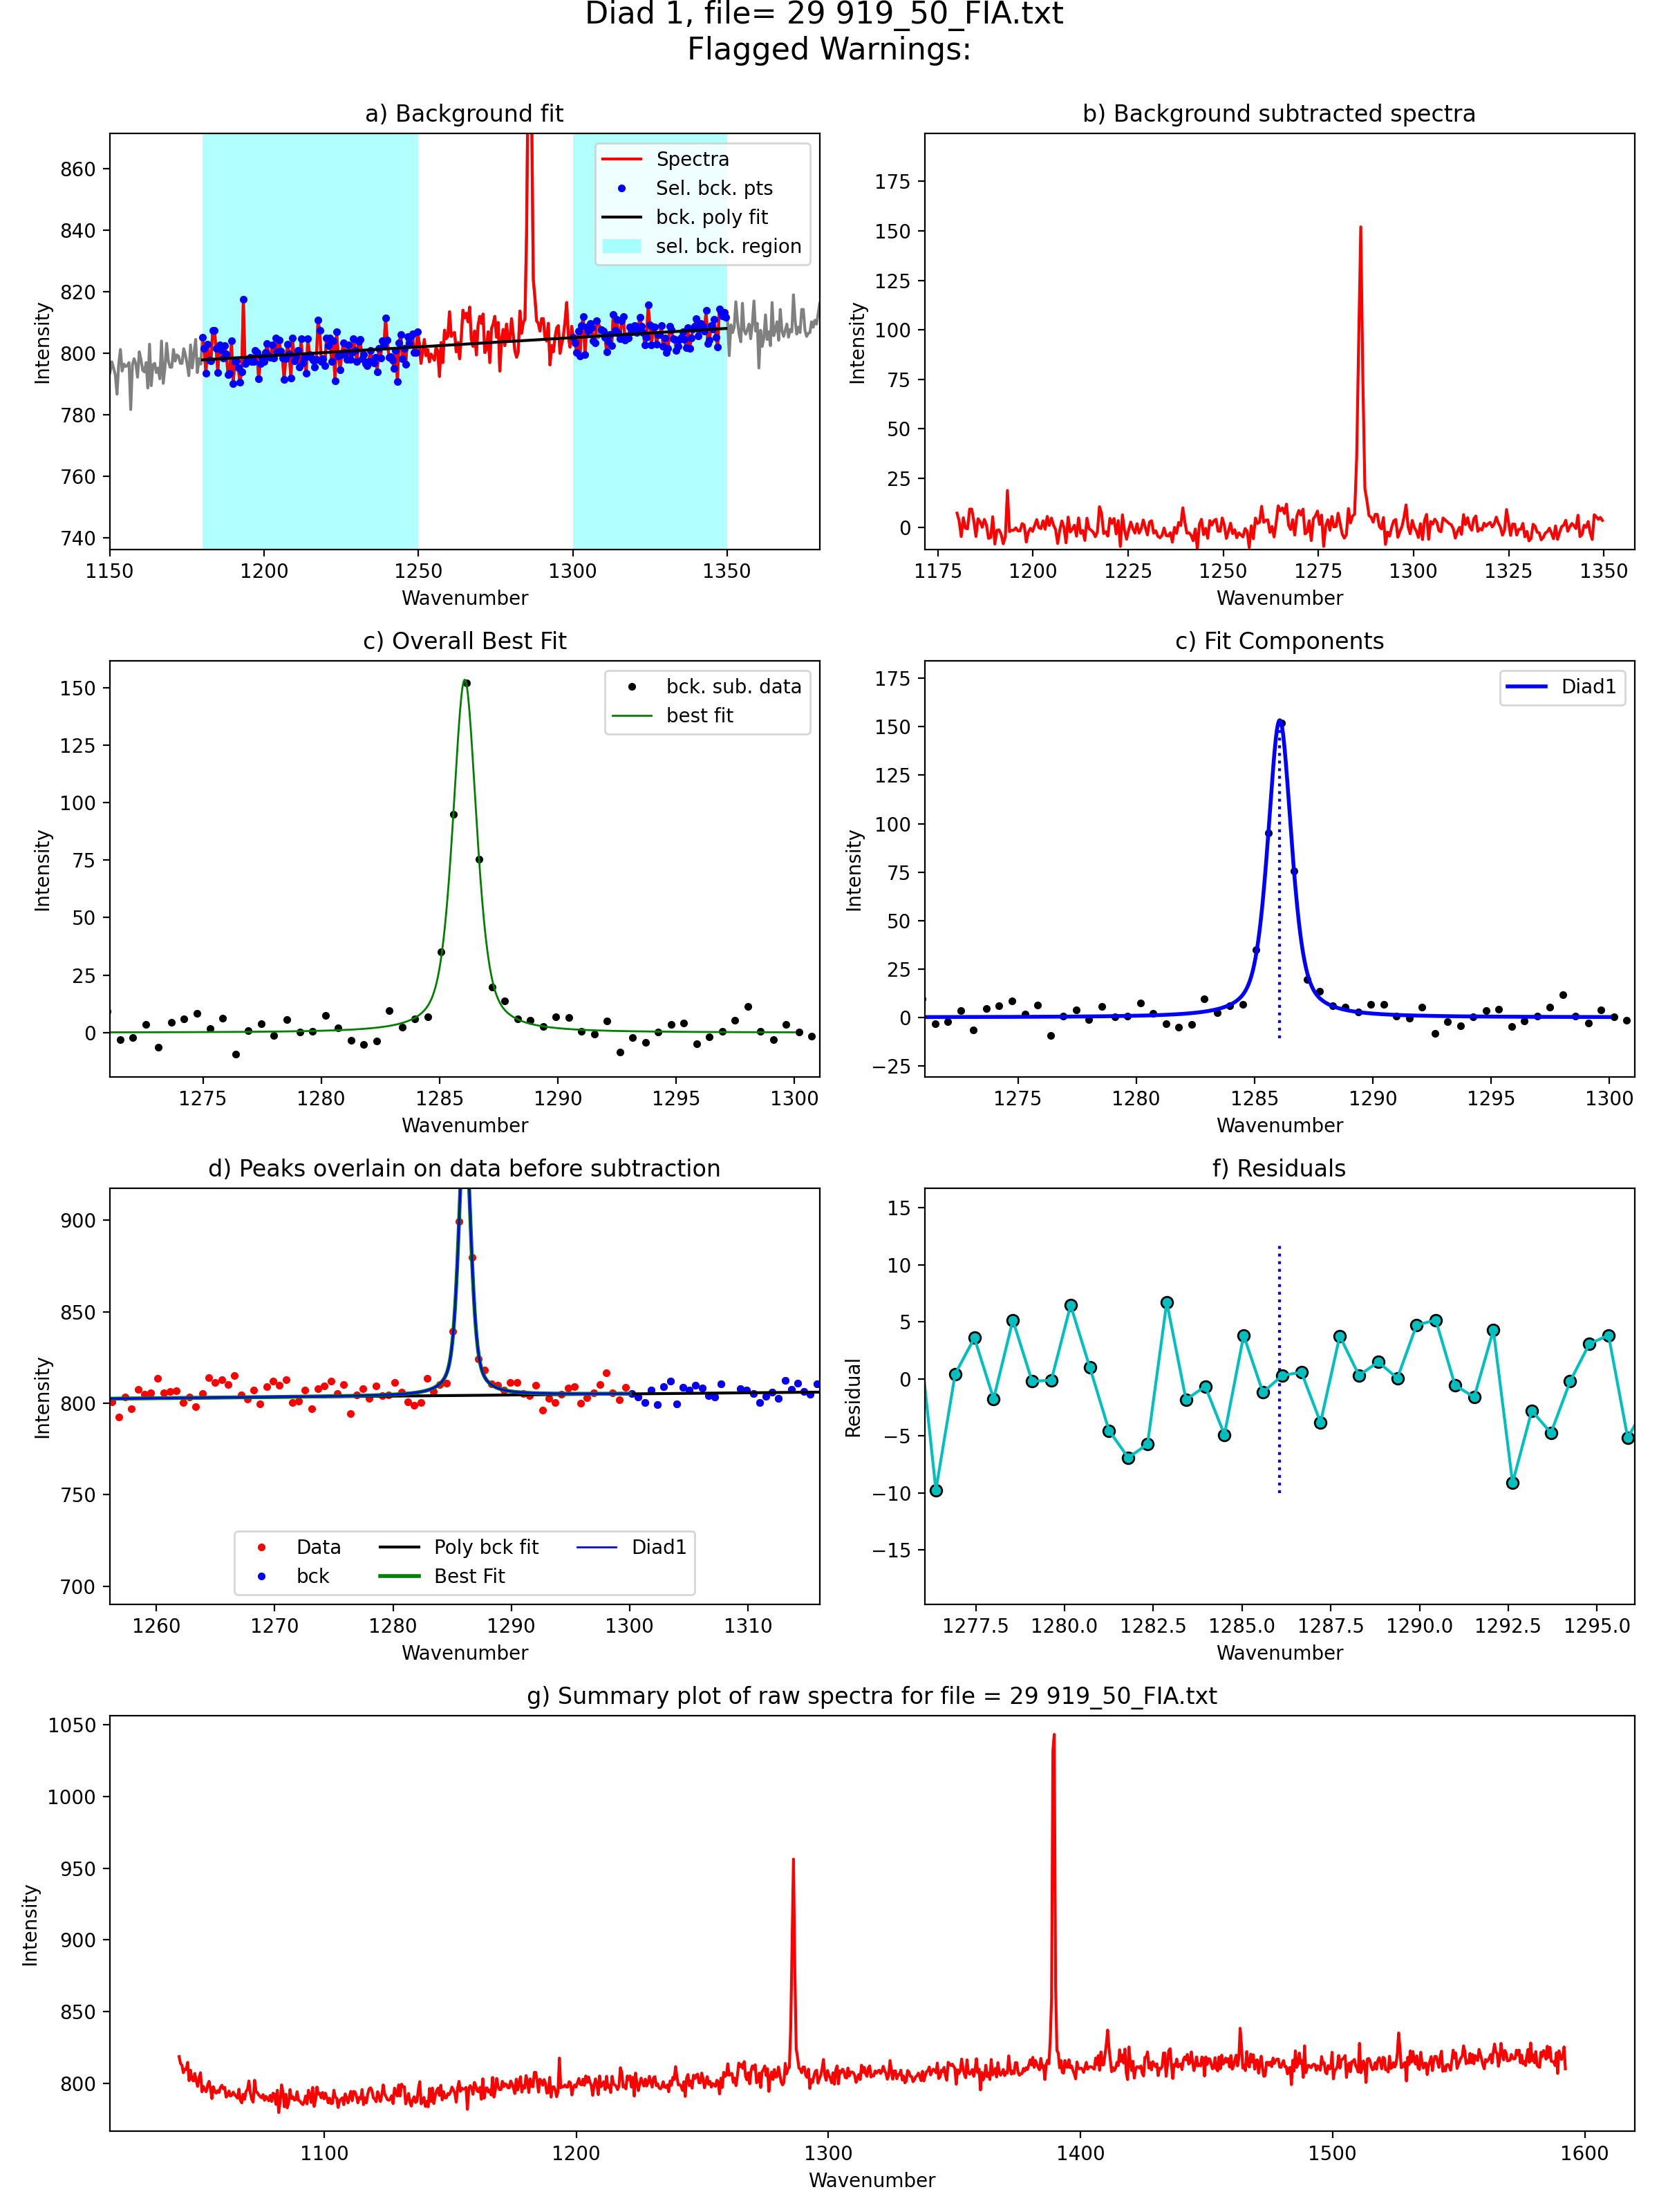 Diad 1, file= 29 919_50_FIA.txt
Flagged Warnings:
a) Background fit
860
840
820
800
780
760
740
Intensity
Spectra
Sel. bck. pts
bck. poly fit
sel. bck. region
1150
1200
1250
1300
1350
Wavenumber
b) Background subtracted spectra
175
150
125
100
75
50
25
0
Intensity
1175
1200
1225
1250
1275
1300
1325
1350
Wavenumber
c) Overall Best Fit
150
125
100
75
50
25
0
Intensity
bck. sub. data
best fit
1275
1280
1285
1290
1295
1300
Wavenumber
c) Fit Components
175
150
125
100
75
50
25
0
−25
Intensity
Diad1
1275
1280
1285
1290
1295
1300
Wavenumber
d) Peaks overlain on data before subtraction
900
850
800
750
700
Intensity
Data
bck
Poly bck fit
Best Fit
Diad1
1260
1270
1280
1290
1300
1310
Wavenumber
f) Residuals
15
10
5
0
−5
−10
−15
Residual
1277.5
1280.0
1282.5
1285.0
1287.5
1290.0
1292.5
1295.0
Wavenumber
g) Summary plot of raw spectra for file = 29 919_50_FIA.txt
1050
1000
950
900
850
800
Intensity
1100
1200
1300
1400
1500
1600
Wavenumber